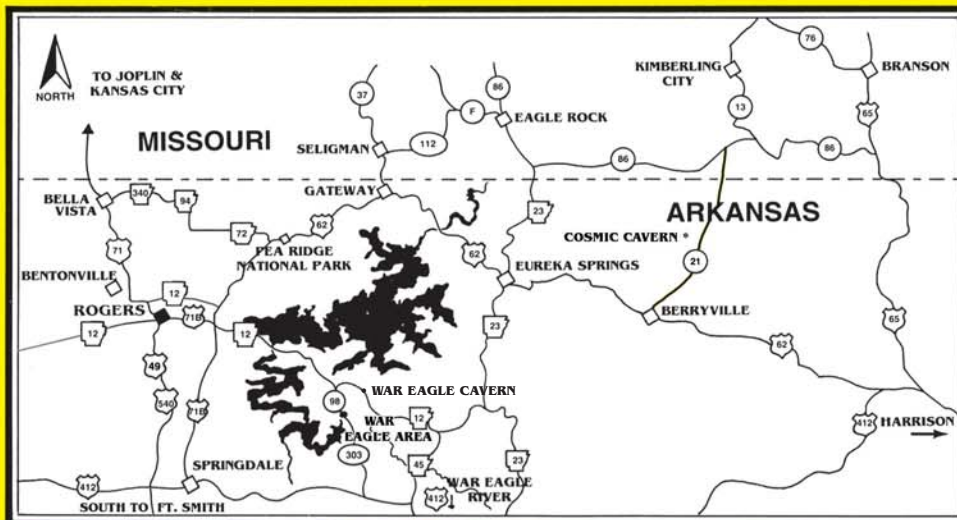 NORTH
TO JOPLIN &
KANSAS CITY
MISSOURI
37
86
F
112
EAGLE ROCK
SELIGMAN
76
KIMBERLING
CITY
BRANSON
13
65
86
86
GATEWAY
BELLA
VISTA
340
94
72
62
PEA RIDGE
NATIONAL PARK
71
BENTONVILLE
23
ARKANSAS
COSMIC CAVERN *
62
EUREKA SPRINGS
21
ROGERS
12
71B
12
12
23
BERRYVILLE
65
62
49
540
71B
WAR EAGLE CAVERN
98
12
WAR
EAGLE AREA
303
45
23
412
HARRISON
SPRINGDALE
412
412
WAR EAGLE
RIVER
SOUTH TO FT. SMITH